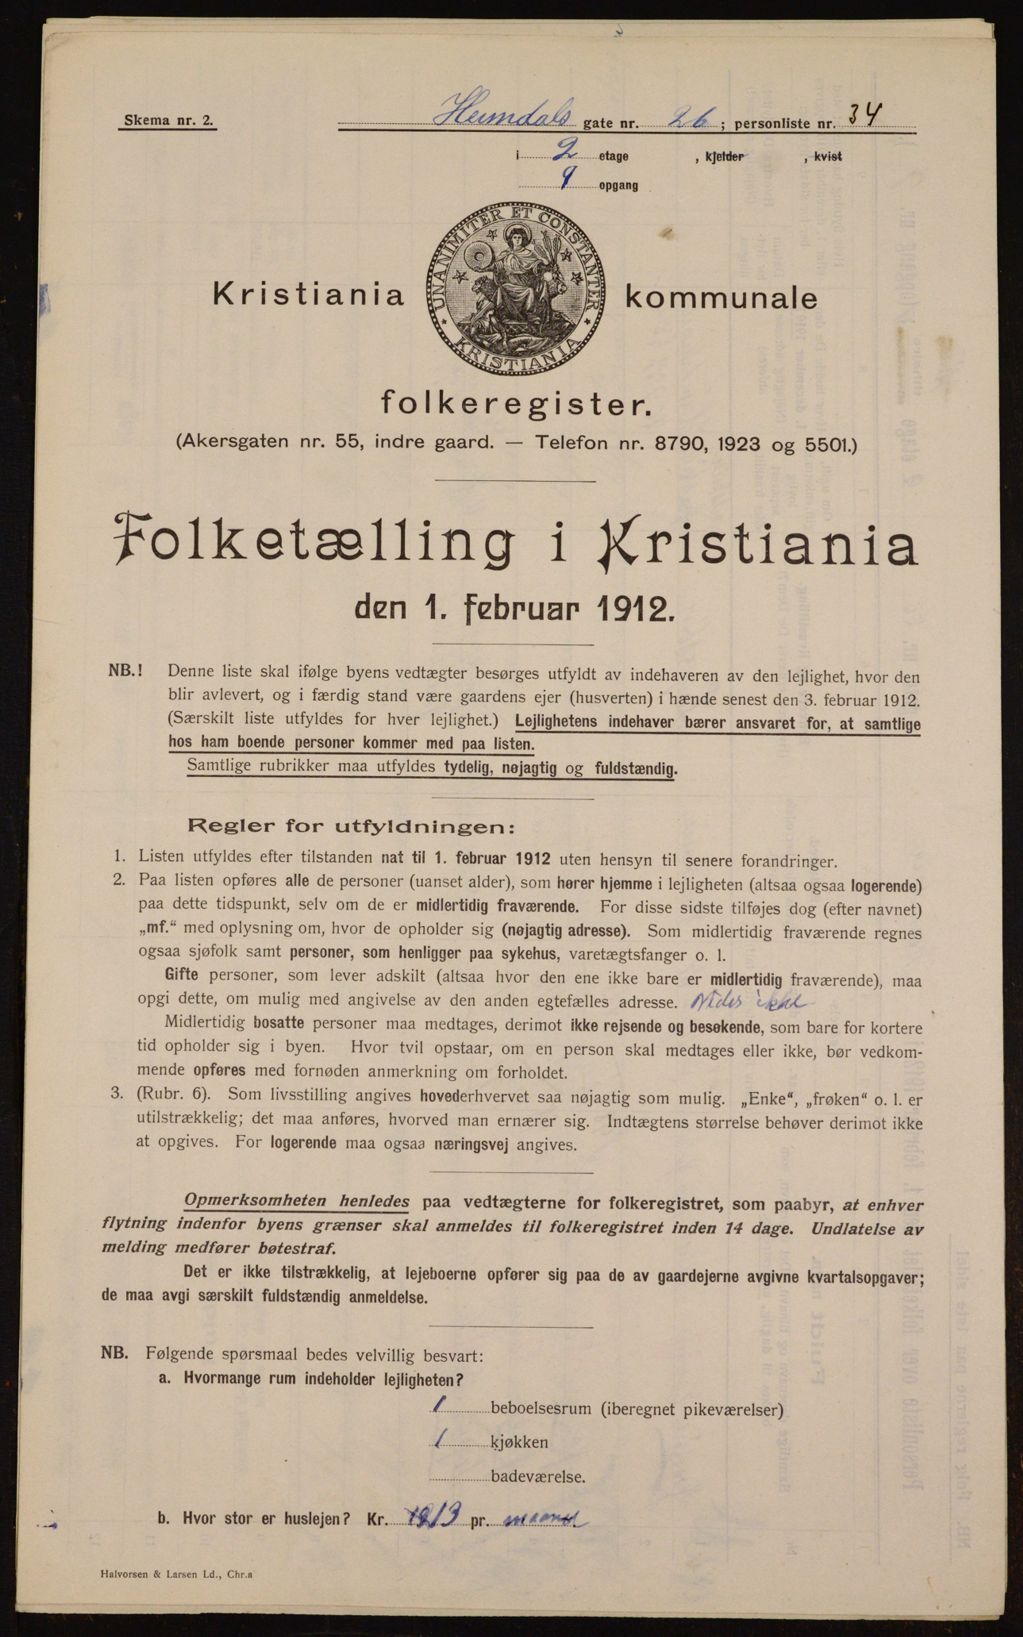 Skema nr. 2.
Heimdals gate nr. 26 ; personliste nr. 34
i 2 etage , kjelder , kvist
9 opgang
Kristiania kommunale
UNANIMITER ET CONSTANTER
KRISTIANIA
folkeregister.
(Akersgaten nr. 55, indre gaard. — Telefon nr. 8790, 1923 og 5501.)
Folketælling i Kristiania
den 1. februar 1912.
NB.! Denne liste skal ifølge byens vedtægter besørges utfyldt av indehaveren av den lejlighet, hvor den
blir avlevert, og i færdig stand være gaardens ejer (husverten) i hænde senest den 3. februar 1912.
(Særskilt liste utfyldes for hver lejlighet.) Lejlighetens indehaver bærer ansvaret for, at samtlige
hos ham boende personer kommer med paa listen.
Samtlige rubrikker maa utfyldes tydelig, nøjagtig og fuldstændig.
Regler for utfyldningen:
1. Listen utfyldes efter tilstanden nat til 1. februar 1912 uten hensyn til senere forandringer.
2. Paa listen opføres alle de personer (uanset alder), som hører hjemme i lejligheten (altsaa ogsaa logerende)
paa dette tidspunkt, selv om de er midlertidig fraværende. For disse sidste tilføjes dog (efter navnet)
„mf.“ med oplysning om, hvor de opholder sig (nøjagtig adresse). Som midlertidig fraværende regnes
ogsaa sjøfolk samt personer, som henligger paa sykehus, varetægtsfanger o. l.
Gifte personer, som lever adskilt (altsaa hvor den ene ikke bare er midlertidig fraværende), maa
opgi dette, om mulig med angivelse av den anden egtefælles adresse.
Midlertidig bosatte personer maa medtages, derimot ikke rejsende og besøkende, som bare for kortere
tid opholder sig i byen. Hvor tvil opstaar, om en person skal medtages eller ikke, bør vedkom-
mende opføres med fornøden anmerkning om forholdet.
3. (Rubr. 6). Som livsstilling angives hovederhvervet saa nøjagtig som mulig. „Enke“, „frøken“ o. l. er
utilstrækkelig; det maa anføres, hvorved man ernærer sig. Indtægtens størrelse behøver derimot ikke
at opgives. For logerende maa ogsaa næringsvej angives.
Opmerksomheten henledes paa vedtægterne for folkeregistret, som paabyr, at enhver
flytning indenfor byens grænser skal anmeldes til folkeregistret inden 14 dage. Undlatelse av
melding medfører bøtestraf.
Det er ikke tilstrækkelig, at lejeboerne opfører sig paa de av gaardejerne avgivne kvartalsopgaver;
de maa avgi særskilt fuldstændig anmeldelse.
NB. Følgende spørsmaal bedes velvillig besvart:
a. Hvormange rum indeholder lejligheten?
1 beboelsesrum (iberegnet pikeværelser)
1 kjøkken
badeværelse.
b. Hvor stor er huslejen? Kr. 13 pr. maaned
Halvorsen & Larsen Ld., Chr.a